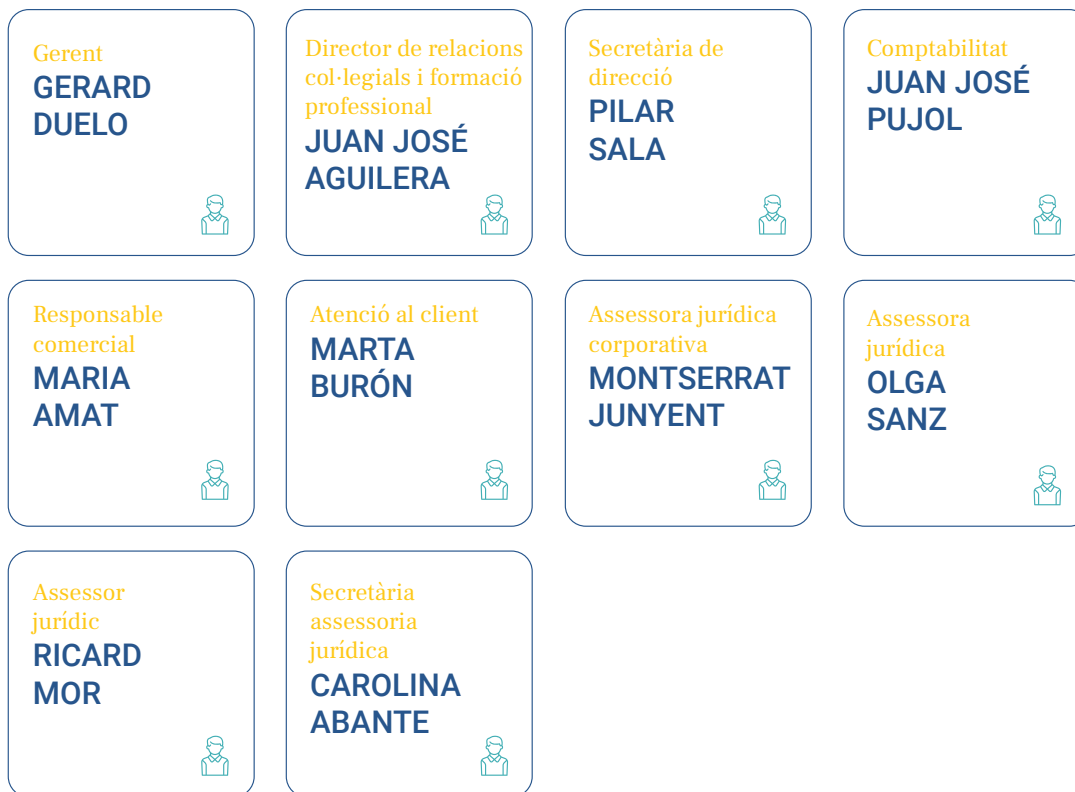 Gerent
GERARD
DUELO
Director de relacions
col·legials i formació
professional
JUAN JOSÉ
AGUILERA
Secretària de
direcció
PILAR
SALA
Comptabilitat
JUAN JOSÉ
PUJOL
Responsable
comercial
MARIA
AMAT
Atenció al client
MARTA
BURÓN
Assessora jurídica
corporativa
MONTSERRAT
JUNYENT
Assessora
jurídica
OLGA
SANZ
Assessor
jurídic
RICARD
MOR
Secretària
assessoria
jurídica
CAROLINA
ABANTE